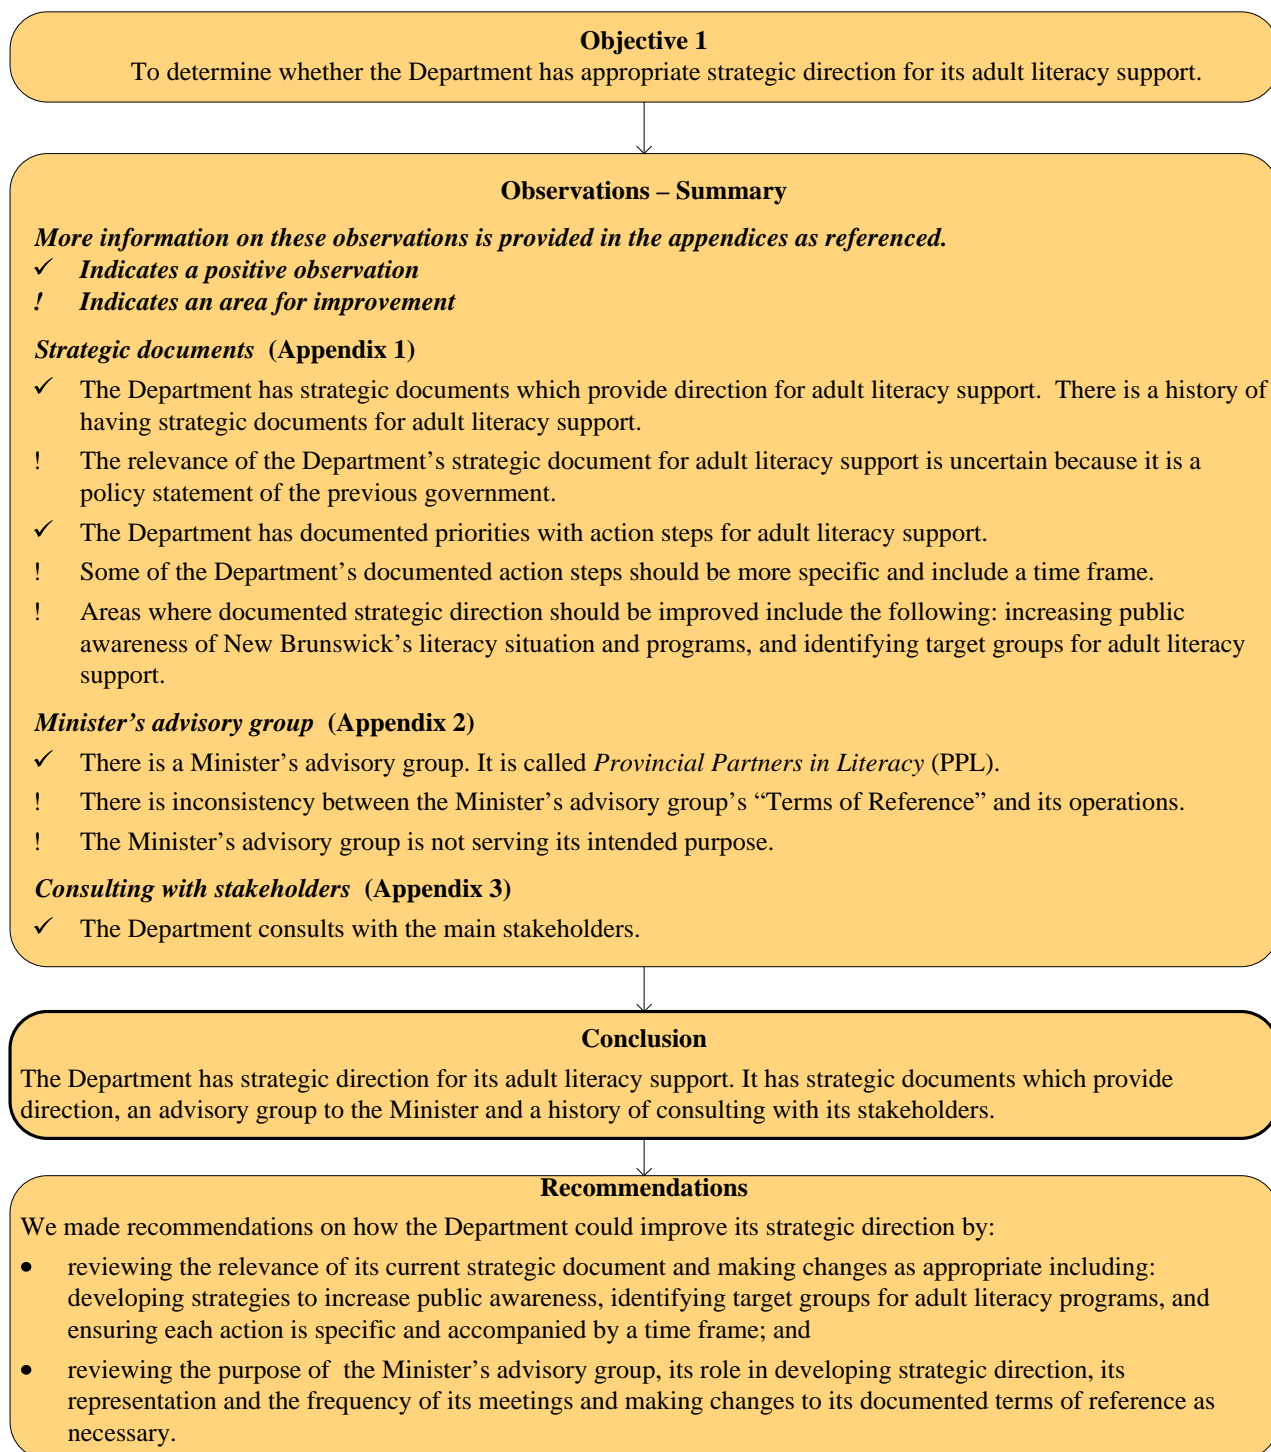 Objective 1
To determine whether the Department has appropriate strategic direction for its adult literacy support.
Observations – Summary
More information on these observations is provided in the appendices as referenced.
✓ Indicates a positive observation
! Indicates an area for improvement
Strategic documents (Appendix 1)
✓ The Department has strategic documents which provide direction for adult literacy support. There is a history of
having strategic documents for adult literacy support.
! The relevance of the Department’s strategic document for adult literacy support is uncertain because it is a
policy statement of the previous government.
✓ The Department has documented priorities with action steps for adult literacy support.
! Some of the Department’s documented action steps should be more specific and include a time frame.
! Areas where documented strategic direction should be improved include the following: increasing public
awareness of New Brunswick’s literacy situation and programs, and identifying target groups for adult literacy
support.
Minister’s advisory group (Appendix 2)
✓ There is a Minister’s advisory group. It is called Provincial Partners in Literacy (PPL).
! There is inconsistency between the Minister’s advisory group’s “Terms of Reference” and its operations.
! The Minister’s advisory group is not serving its intended purpose.
Consulting with stakeholders (Appendix 3)
✓ The Department consults with the main stakeholders.
Conclusion
The Department has strategic direction for its adult literacy support. It has strategic documents which provide
direction, an advisory group to the Minister and a history of consulting with its stakeholders.
Recommendations
We made recommendations on how the Department could improve its strategic direction by:
• reviewing the relevance of its current strategic document and making changes as appropriate including:
developing strategies to increase public awareness, identifying target groups for adult literacy programs, and
ensuring each action is specific and accompanied by a time frame; and
• reviewing the purpose of the Minister’s advisory group, its role in developing strategic direction, its
representation and the frequency of its meetings and making changes to its documented terms of reference as
necessary.